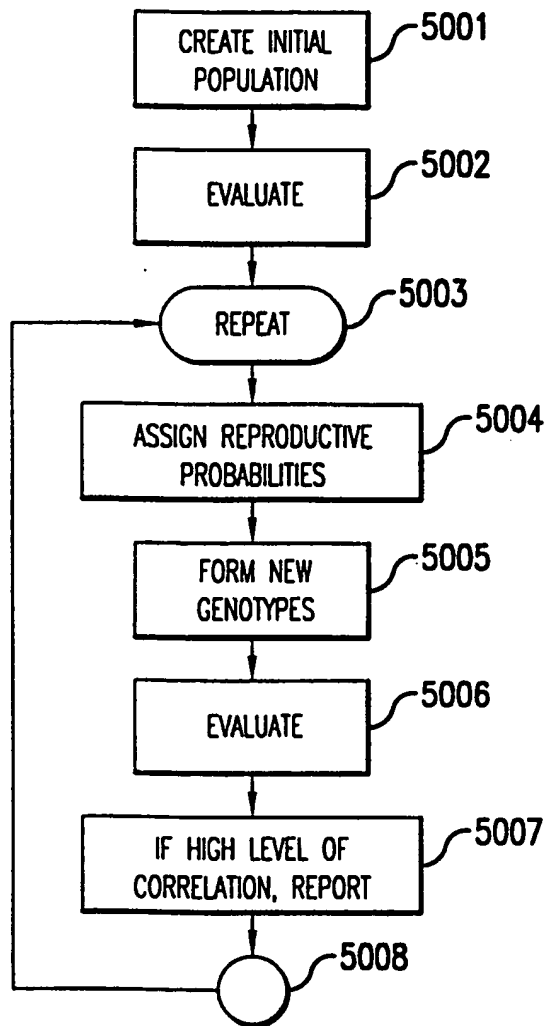 CREATE INITIAL
POPULATION
5001
EVALUATE
5002
REPEAT
5003
ASSIGN REPRODUCTIVE
PROBABILITIES
5004
FORM NEW
GENOTYPES
5005
EVALUATE
5006
IF HIGH LEVEL OF
CORRELATION, REPORT
5007
5008